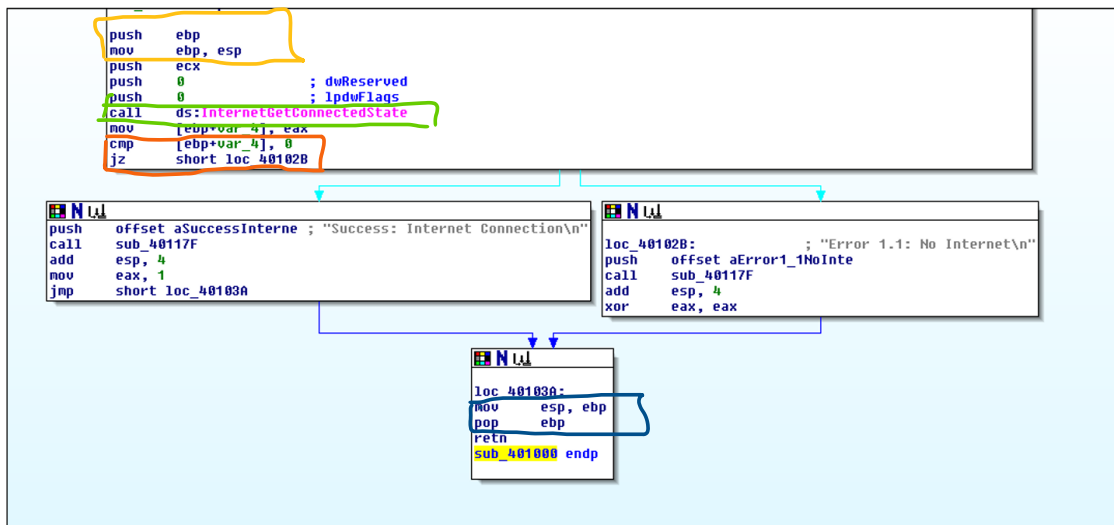 push    ebp
mov     ebp, esp
push    ecx
push    0               ; dwReserved
push    0               ; lpdwFlags
call    ds:InternetGetConnectedState
mov     [ebp+var_4], eax
cmp     [ebp+var_4], 0
jz      short loc_40102B
push    offset aSuccessInterne ; "Success: Internet Connection\n"
call    sub_40117F
add     esp, 4
mov     eax, 1
jmp     short loc_40103A
loc_40102B:             ; "Error 1.1: No Internet\n"
push    offset aError1_1NoInte
call    sub_40117F
add     esp, 4
xor     eax, eax
loc_40103A:
mov     esp, ebp
pop     ebp
retn
sub_401000 endp